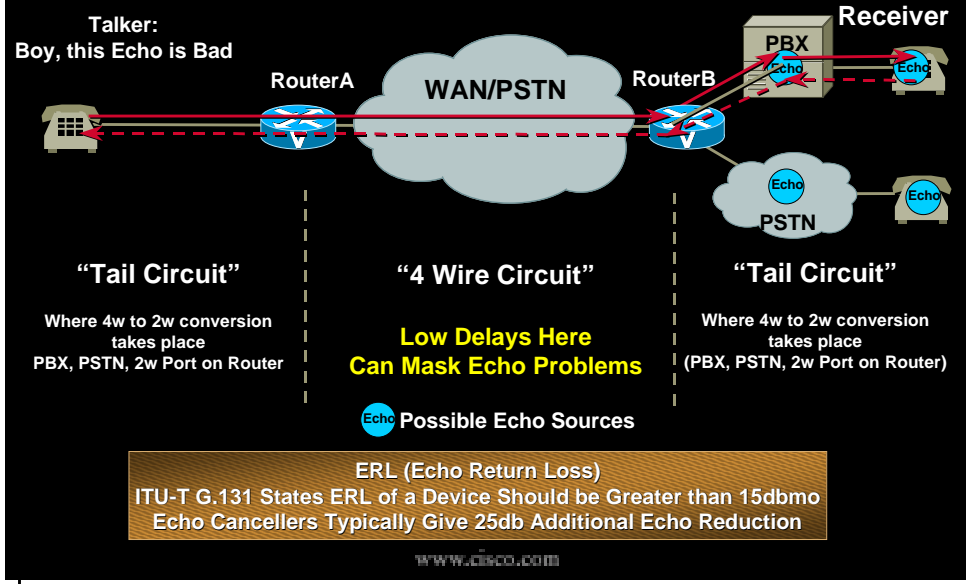 Talker:
Boy, this Echo is Bad
Receiver
PBX
Echo
Echo
RouterA
WAN/PSTN
RouterB
V
V
Echo
PSTN
Echo
“Tail Circuit”
Where 4w to 2w conversion
takes place
PBX, PSTN, 2w Port on Router
“4 Wire Circuit”
Low Delays Here
Can Mask Echo Problems
“Tail Circuit”
Where 4w to 2w conversion
takes place
(PBX, PSTN, 2w Port on Router)
Echo Possible Echo Sources
ERL (Echo Return Loss)
ITU-T G.131 States ERL of a Device Should be Greater than 15dbmo
Echo Cancellers Typically Give 25db Additional Echo Reduction
www.cisco.com